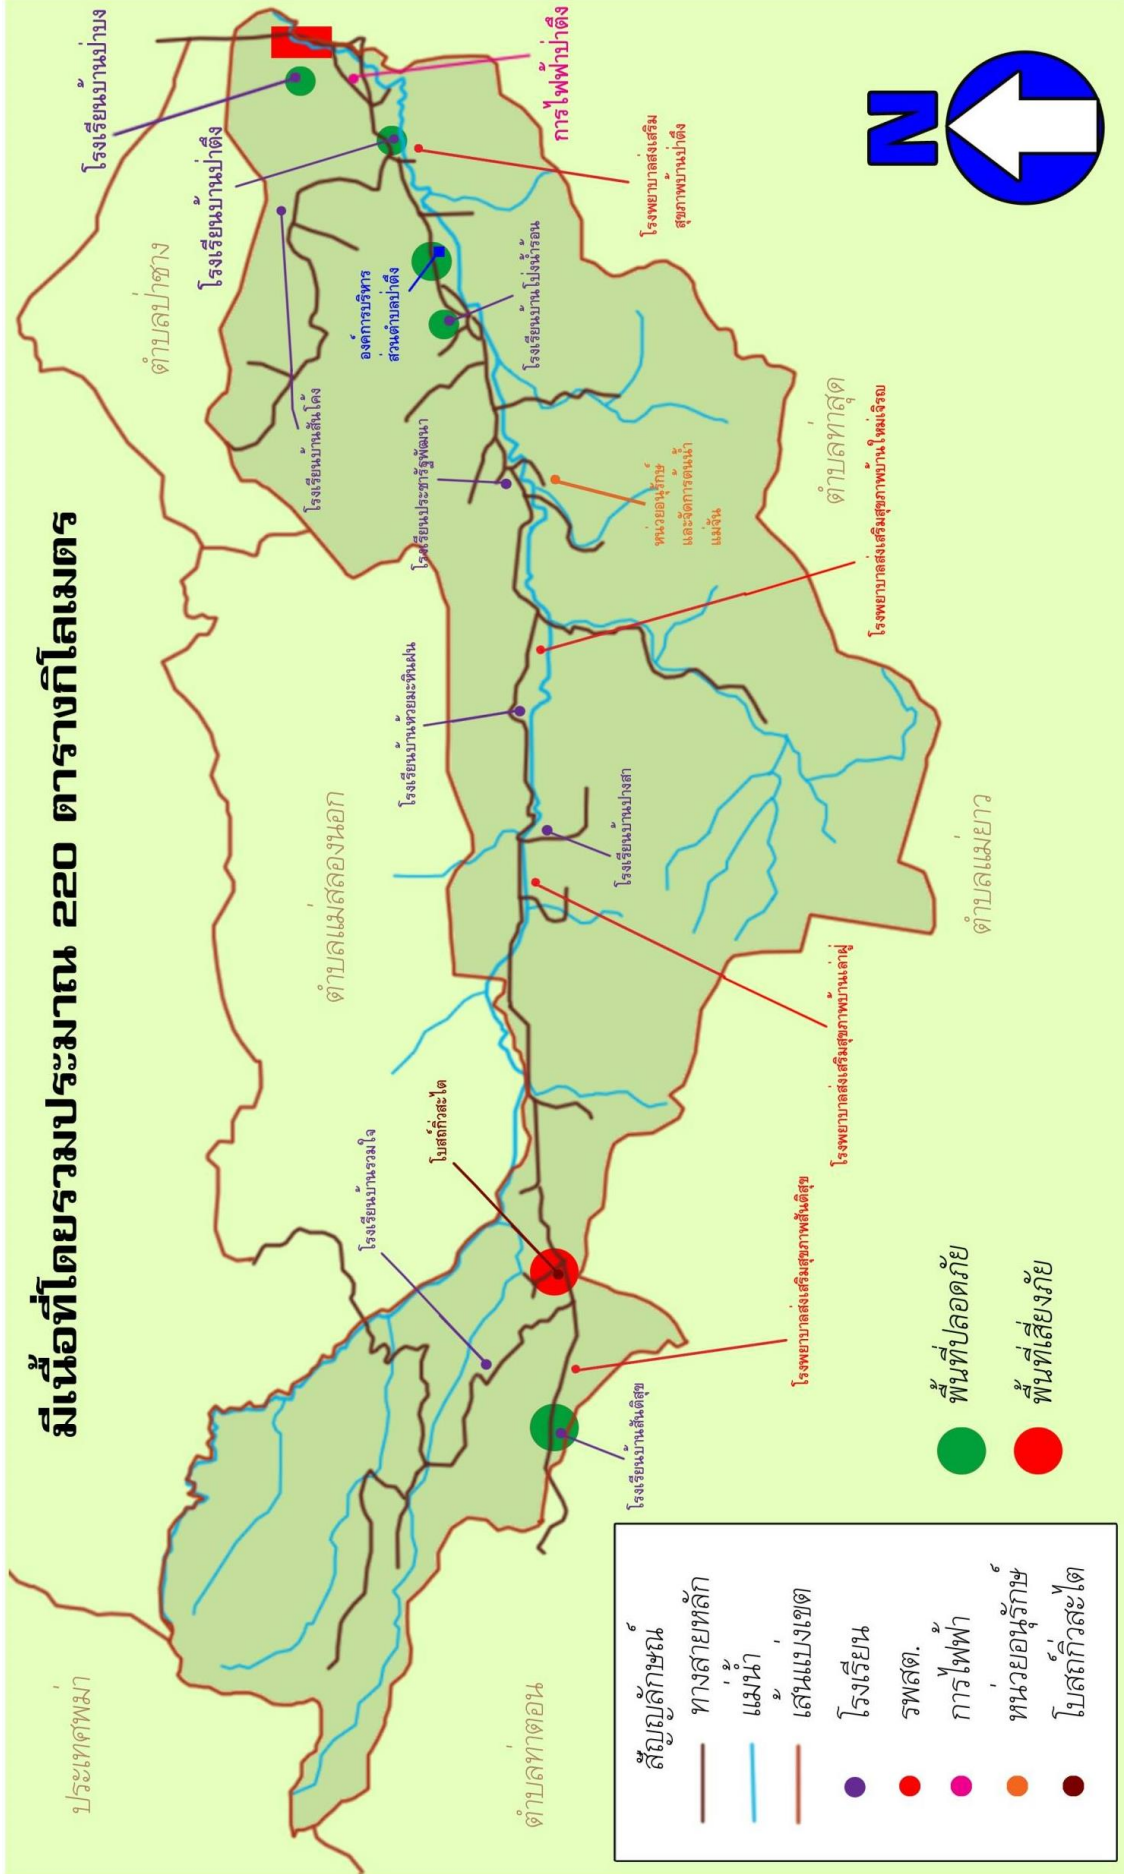 มีเนื้อที่โดยรวมประมาณ 220 ตารางกิโลเมตร
ประเทศพม่า
ตำบลท่าตอน
ตำบลแม่สลองนอก
ตำบลป่าซาง
ตำบลท่าสุด
ตำบลแม่ยาว
โรงเรียนบ้านป่าบง
โรงเรียนบ้านป่าตึง
การไฟฟ้าป่าตึง
โรงพยาบาลส่งเสริม
สุขภาพบ้านป่าตึง
องค์การบริหาร
ส่วนตำบลป่าตึง
โรงเรียนบ้านโป่งน้ำร้อน
โรงเรียนบ้านสันโค้ง
โรงเรียนประชารัฐพัฒนา
หน่วยอนุรักษ์
และจัดการต้นน้ำ
แม่จัน
โรงพยาบาลส่งเสริมสุขภาพบ้านใหม่เจริญ
โรงเรียนบ้านห้วยมะหินฝน
โรงเรียนบ้านปางสา
โรงพยาบาลส่งเสริมสุขภาพบ้านเล่าฝู่
โบสถ์กิ่วสะไต
โรงเรียนบ้านรวมใจ
โรงพยาบาลส่งเสริมสุขภาพสันติสุข
โรงเรียนบ้านสันติสุข
พื้นที่ปลอดภัย
พื้นที่เสี่ยงภัย
สัญญลักษณ์
ทางสายหลัก
แม่น้ำ
เส้นแบ่งเขต
โรงเรียน
รพสต.
การไฟฟ้า
หน่วยอนุรักษ์
โบสถกิ่วสะไต
N